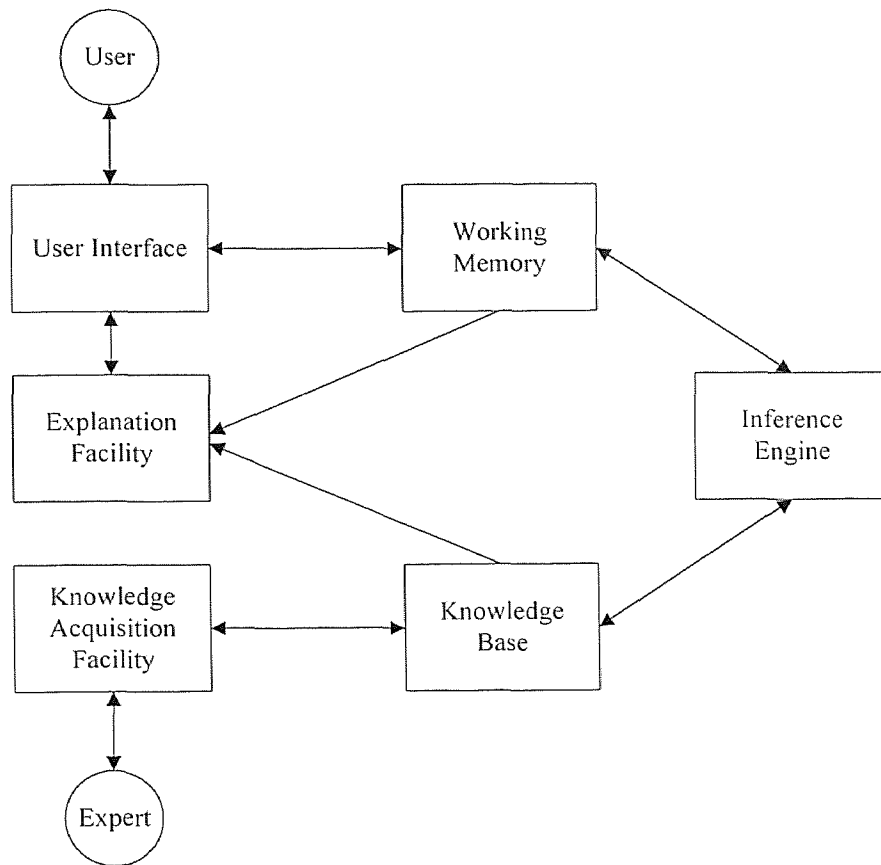 User
User Interface
Working
Memory
Explanation
Facility
Inference
Engine
Knowledge
Acquisition
Facility
Knowledge
Base
Expert